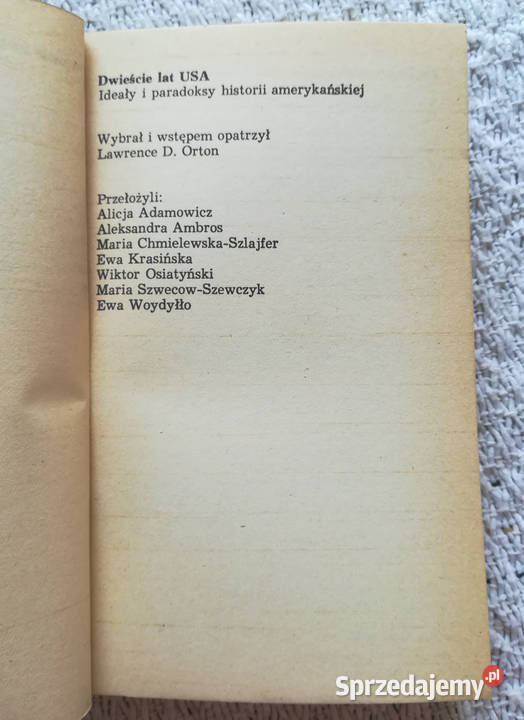 Dwieście lat USA
Ideały i paradoksy historii amerykańskiej
Wybrał i wstępem opatrzył
Lawrence D. Orton
Przełożyli:
Alicja Adamowicz
Aleksandra Ambros
Maria Chmielewska-Szlajfer
Ewa Krasińska
Wiktor Osiatyński
Maria Szwecow-Szewczyk
Ewa Woydyłło
Sprzedajemy.pl